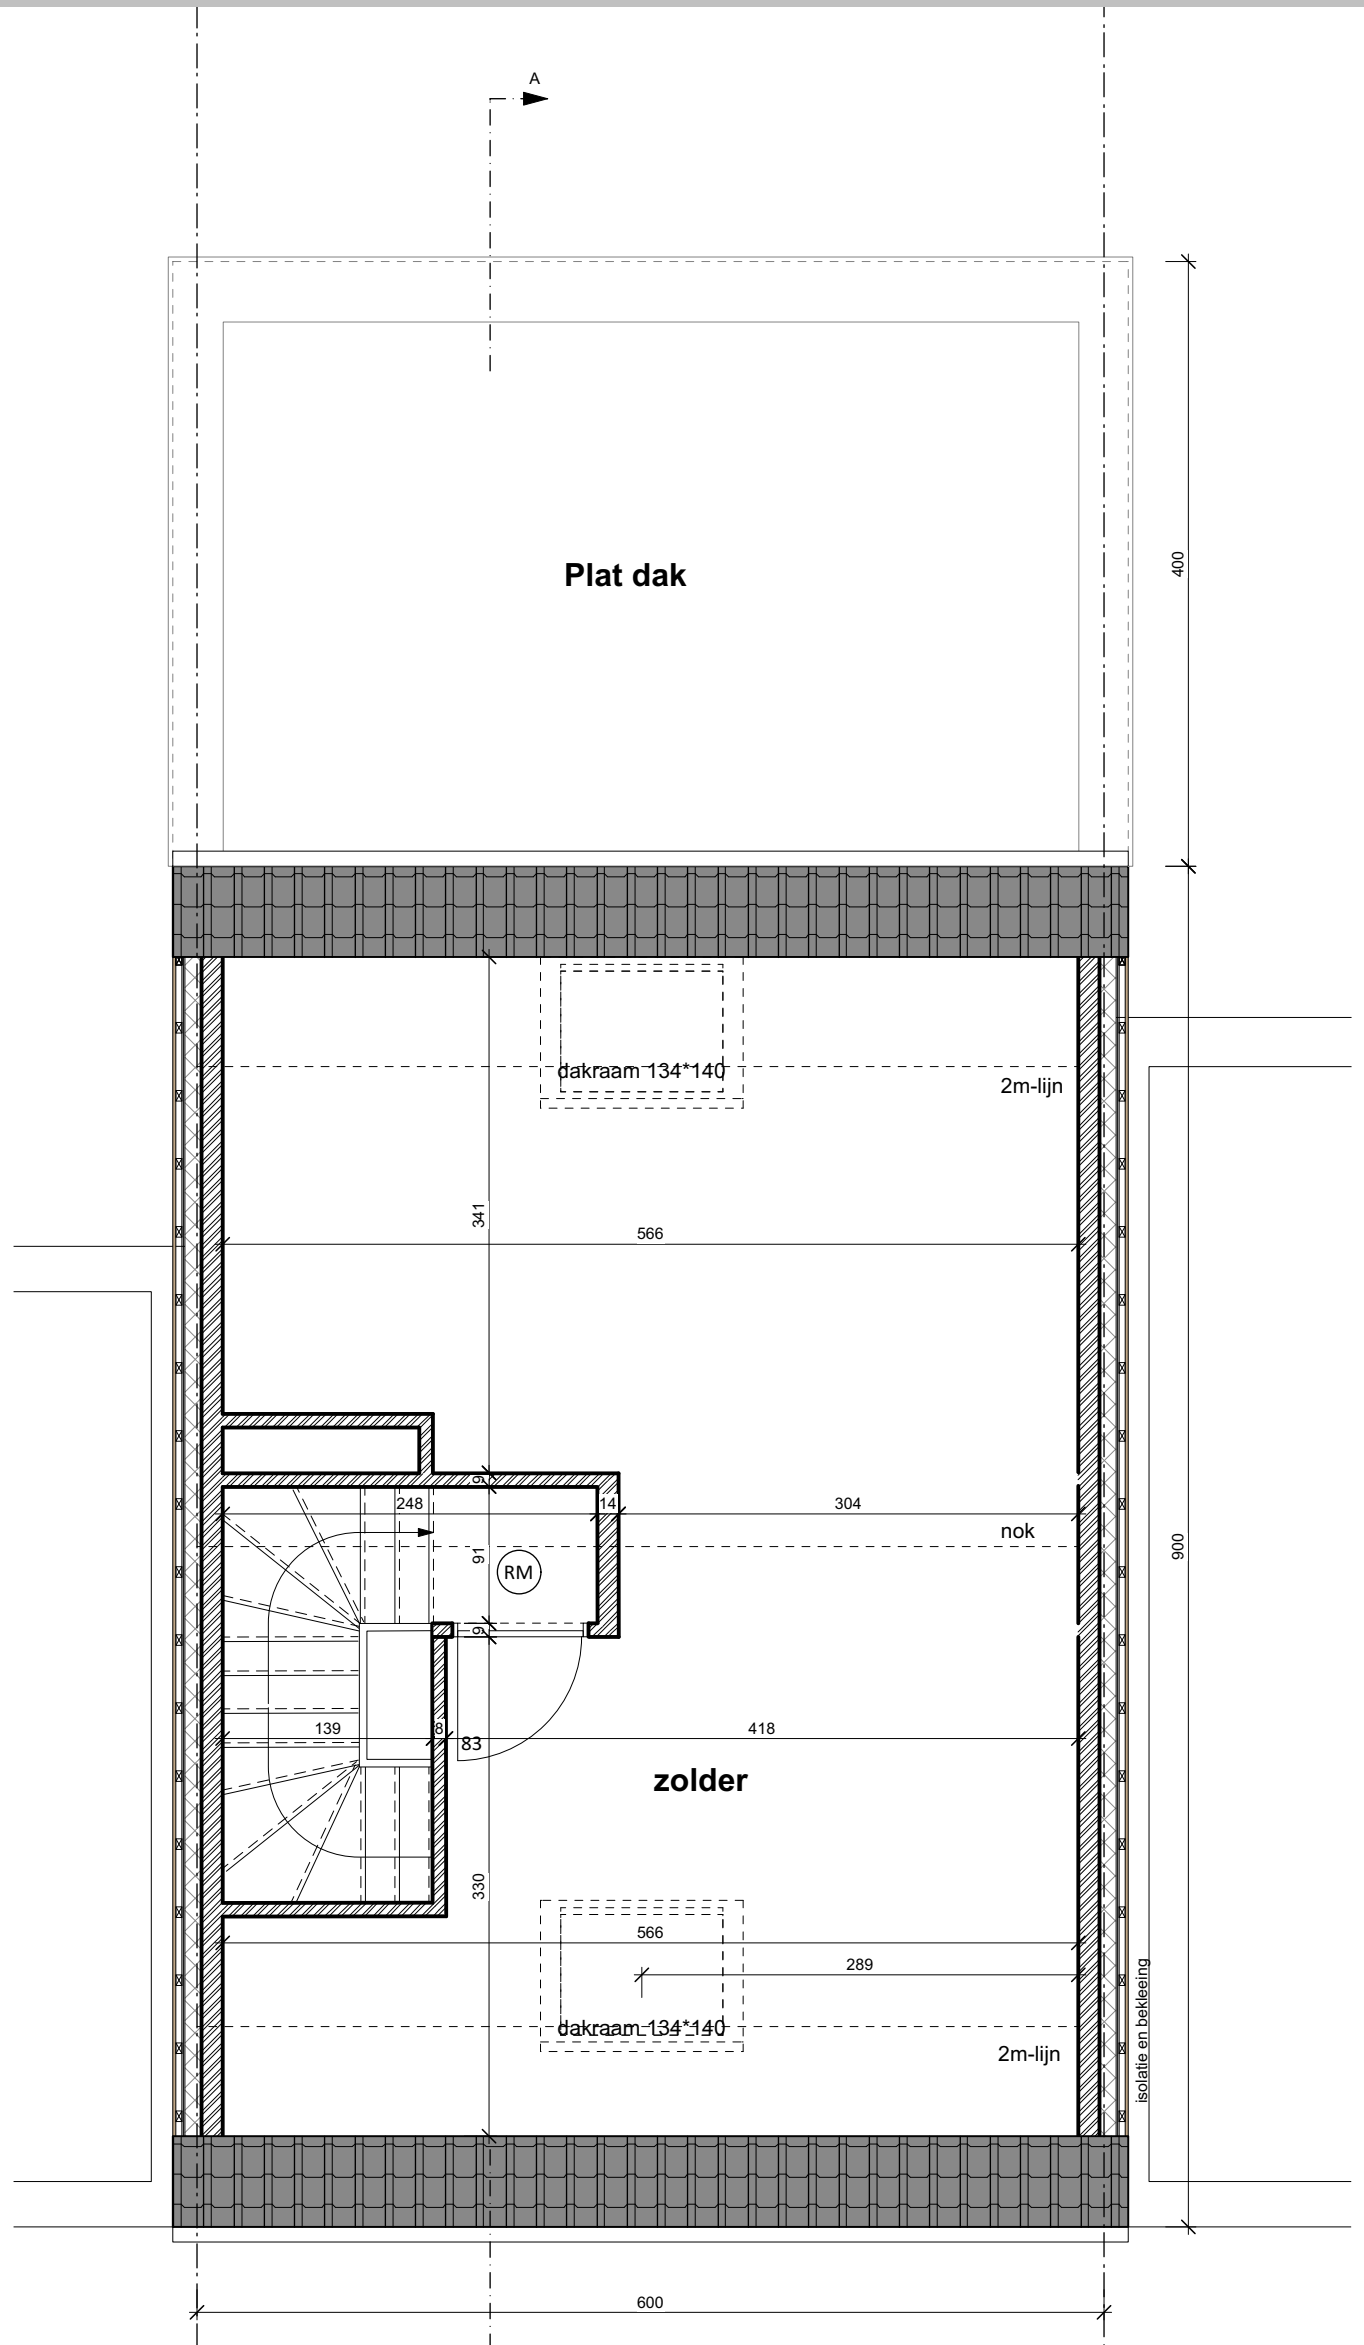 A
400
Plat dak
dakraam 134*140
2m-lijn
341
566
9
248
14
304
nok
91
RM
900
9
139
8
83
418
zolder
330
566
289
dakraam 134*140
2m-lijn
isolatie en bekleeing
600